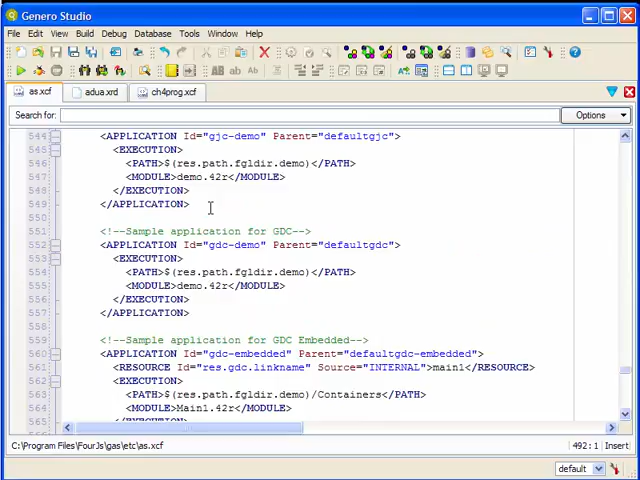 Genero Studio
File Edit View Build Debug Database Tools Window Help
as.xcf adua.xrd ch4prog.xcf
Search for: Options
544 <APPLICATION Id="gjc-demo" Parent="defaultgjc">
545 <EXECUTION>
546 <PATH>$(res.path.fgldir.demo)</PATH>
547 <MODULE>demo.42r</MODULE>
548 </EXECUTION>
549 </APPLICATION>
550
551 <!--Sample application for GDC-->
552 <APPLICATION Id="gdc-demo" Parent="defaultgdc">
553 <EXECUTION>
554 <PATH>$(res.path.fgldir.demo)</PATH>
555 <MODULE>demo.42r</MODULE>
556 </EXECUTION>
557 </APPLICATION>
558
559 <!--Sample application for GDC Embedded-->
560 <APPLICATION Id="gdc-embedded" Parent="defaultgdc-embedded">
561 <RESOURCE Id="res.gdc.linkname" Source="INTERNAL">main1</RESOURCE>
562 <EXECUTION>
563 <PATH>$(res.path.fgldir.demo)/Containers</PATH>
564 <MODULE>Main1.42r</MODULE>
565 </EXECUTION>
C:\Program Files\FourJs\gas\etc\as.xcf 492: 1 Insert
default